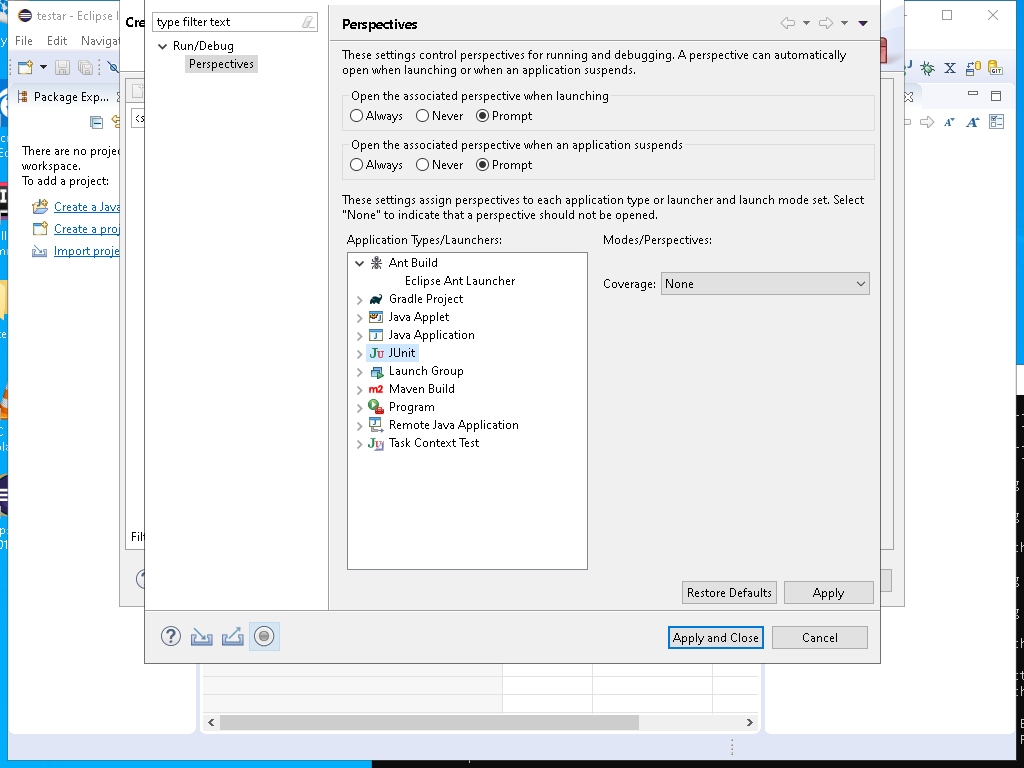 testar - Eclipse I
Cre
File Edit Navigat
Package Exp...
There are no projec
workspace.
To add a project:
Create a Java
Create a proj
Import proje
type filter text
Run/Debug
Perspectives
Perspectives
These settings control perspectives for running and debugging. A perspective can automatically
open when launching or when an application suspends.
Open the associated perspective when launching
Always Never Prompt
Open the associated perspective when an application suspends
Always Never Prompt
These settings assign perspectives to each application type or launcher and launch mode set. Select
"None" to indicate that a perspective should not be opened.
Application Types/Launchers:
Modes/Perspectives:
Ant Build
Eclipse Ant Launcher
Coverage: None
Gradle Project
Java Applet
Java Application
JUnit
Launch Group
Maven Build
Program
Remote Java Application
Task Context Test
Filt
Restore Defaults Apply
Apply and Close Cancel